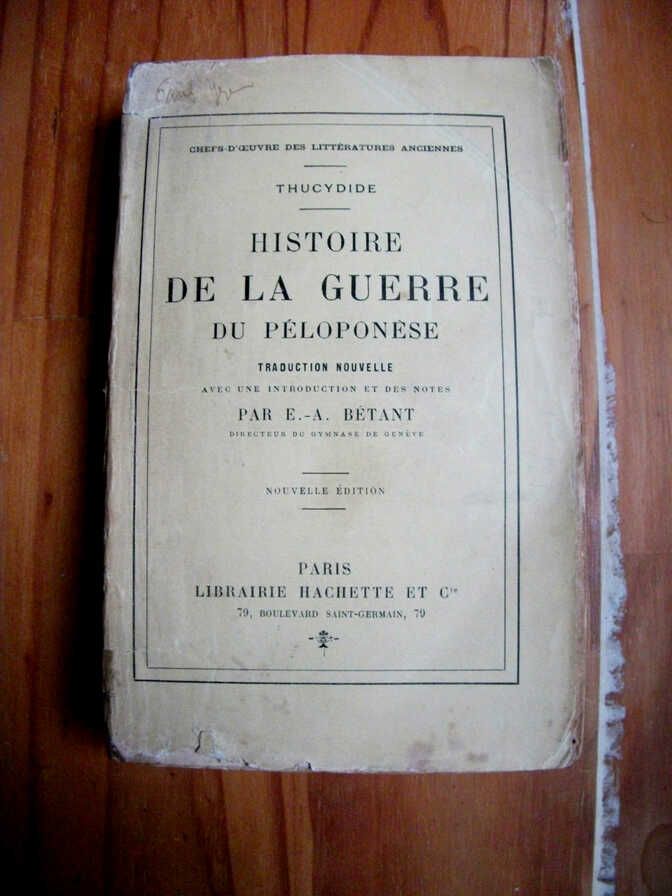 CHEFS-D'ŒUVRE DES LITTÉRATURES ANCIENNES
THUCYDIDE
HISTOIRE
DE LA GUERRE
DU PÉLOPONÈSE
TRADUCTION NOUVELLE
AVEC UNE INTRODUCTION ET DES NOTES
PAR E.-A. BÉTANT
DIRECTEUR DU GYMNASE DE GENÈVE
NOUVELLE ÉDITION
PARIS
LIBRAIRIE HACHETTE ET Cie
79, BOULEVARD SAINT-GERMAIN, 79